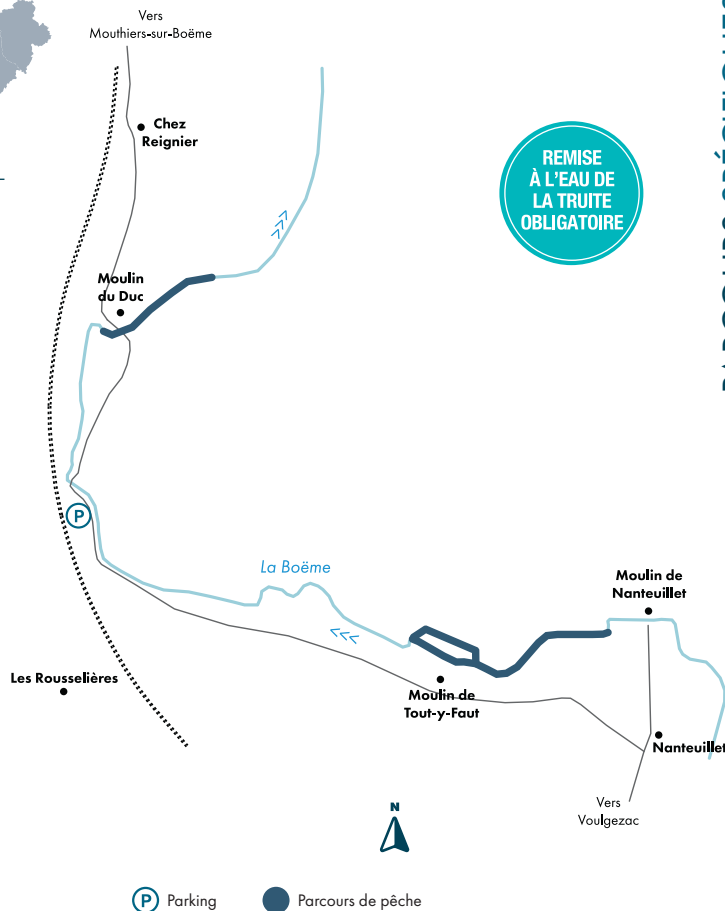 Vers
Mouthiers-sur-Boëme
Chez
Reignier
REMISE
À L'EAU DE
LA TRUITE
OBLIGATOIRE
Moulin
du Duc
P
La Boëme
Moulin de
Nanteuillet
Les Rousselières
Moulin de
Tout-y-Faut
Nanteuillet
Vers
Voulgezac
N
P Parking
Parcours de pêche